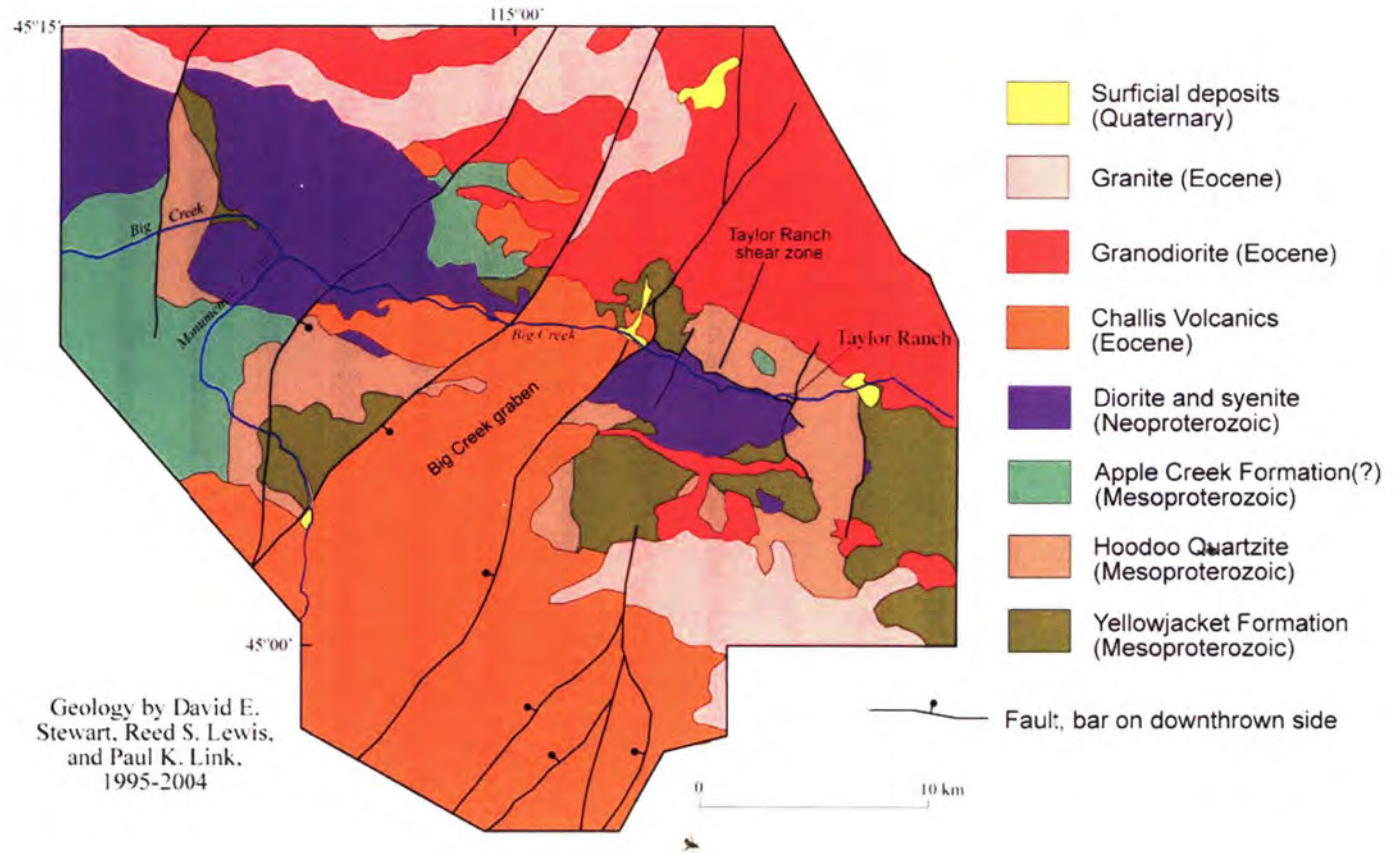 115°00'
45°15'
Surficial deposits
(Quaternary)
Granite (Eocene)
Granodiorite (Eocene)
Challis Volcanics
(Eocene)
Diorite and syenite
(Neoproterozoic)
Apple Creek Formation(?)
(Mesoproterozoic)
Hoodoo Quartzite
(Mesoproterozoic)
Yellowjacket Formation
(Mesoproterozoic)
Fault, bar on downthrown side
Big Creek
Taylor Ranch
shear zone
Big Creek
Taylor Ranch
Big Creek graben
45°00'
Geology by David E.
Stewart, Reed S. Lewis,
and Paul K. Link,
1995-2004
0 10 km